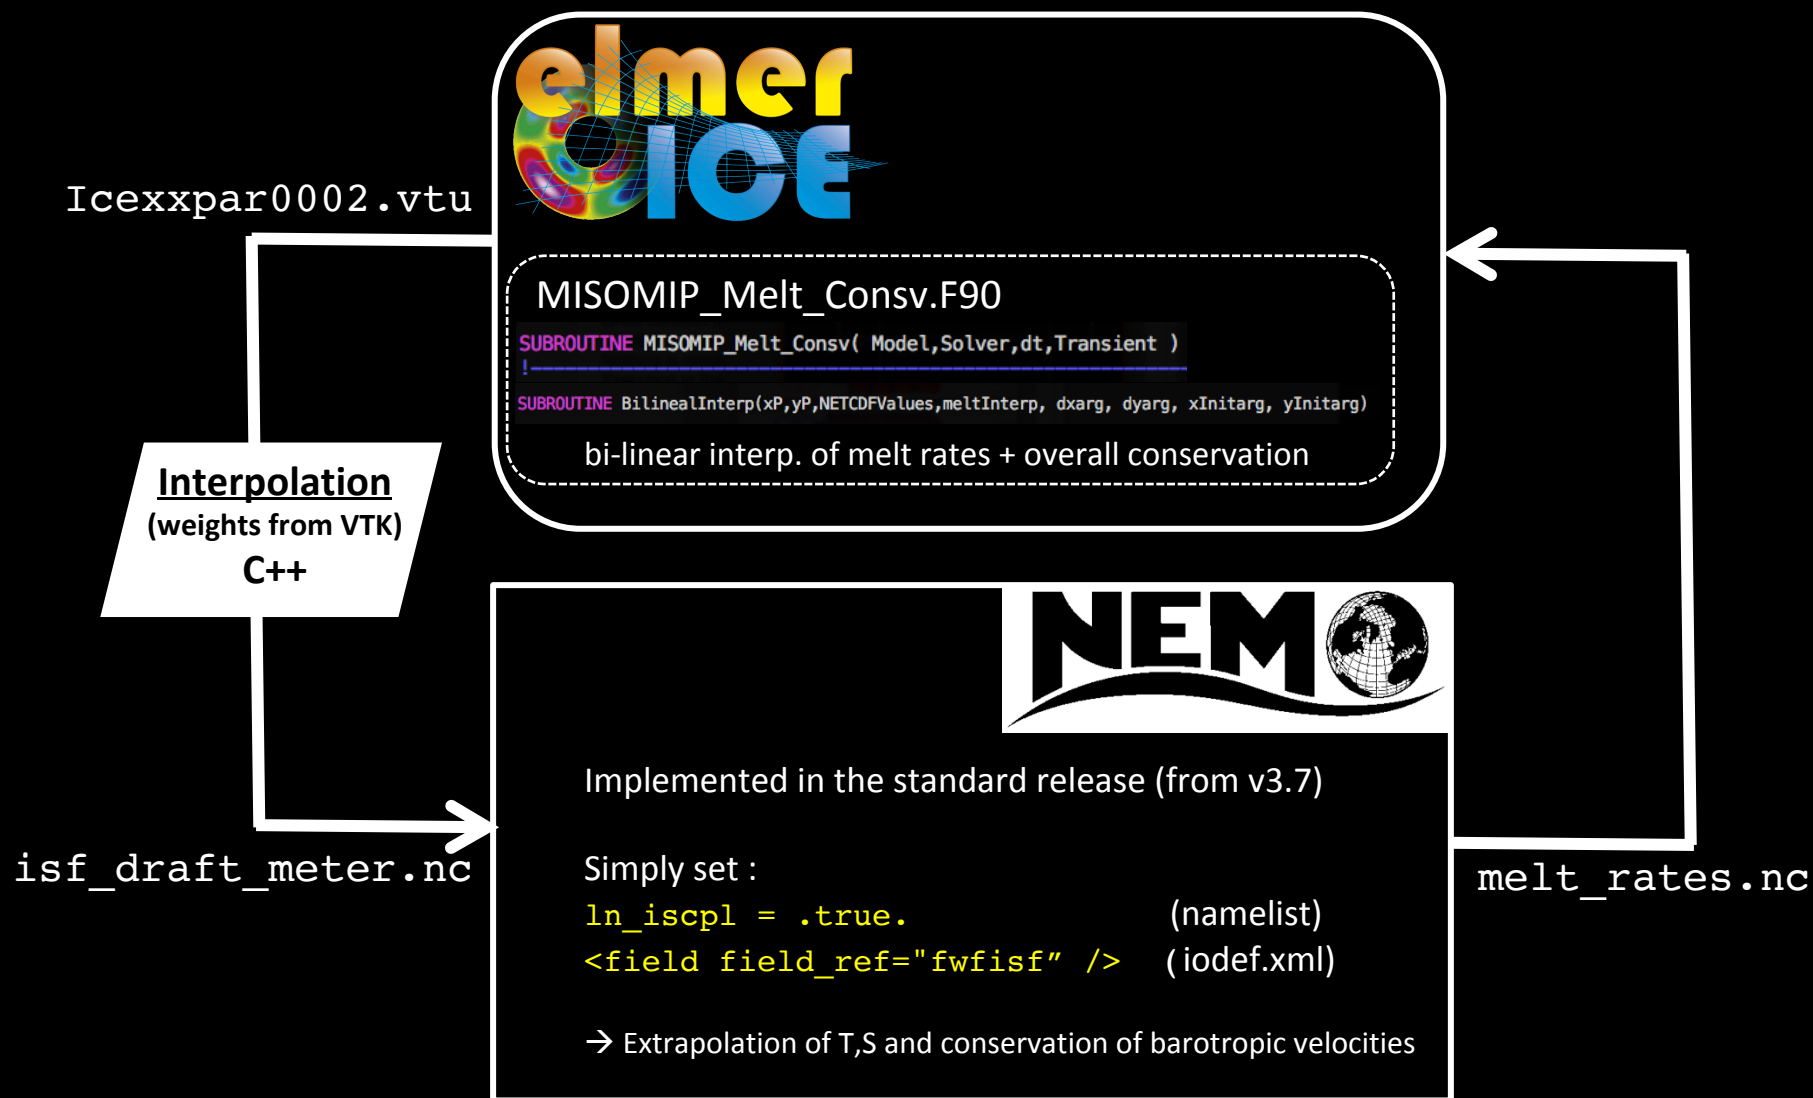 elmer
ICE
Icexxpar0002.vtu
MISOMIP_Melt_Consv.F90
SUBROUTINE MISOMIP_Melt_Consv( Model,Solver,dt,Transient )
!------------------------------------------------------------
SUBROUTINE BilinealInterp(xP,yP,NETCDFValues,meltInterp, dxarg, dyarg, xInitarg, yInitarg)
bi-linear interp. of melt rates + overall conservation
Interpolation
(weights from VTK)
C++
NEMO
Implemented in the standard release (from v3.7)
isf_draft_meter.nc
melt_rates.nc
Simply set :
ln_iscpl = .true. (namelist)
<field field_ref="fwfisf” /> (iodef.xml)
→ Extrapolation of T,S and conservation of barotropic velocities